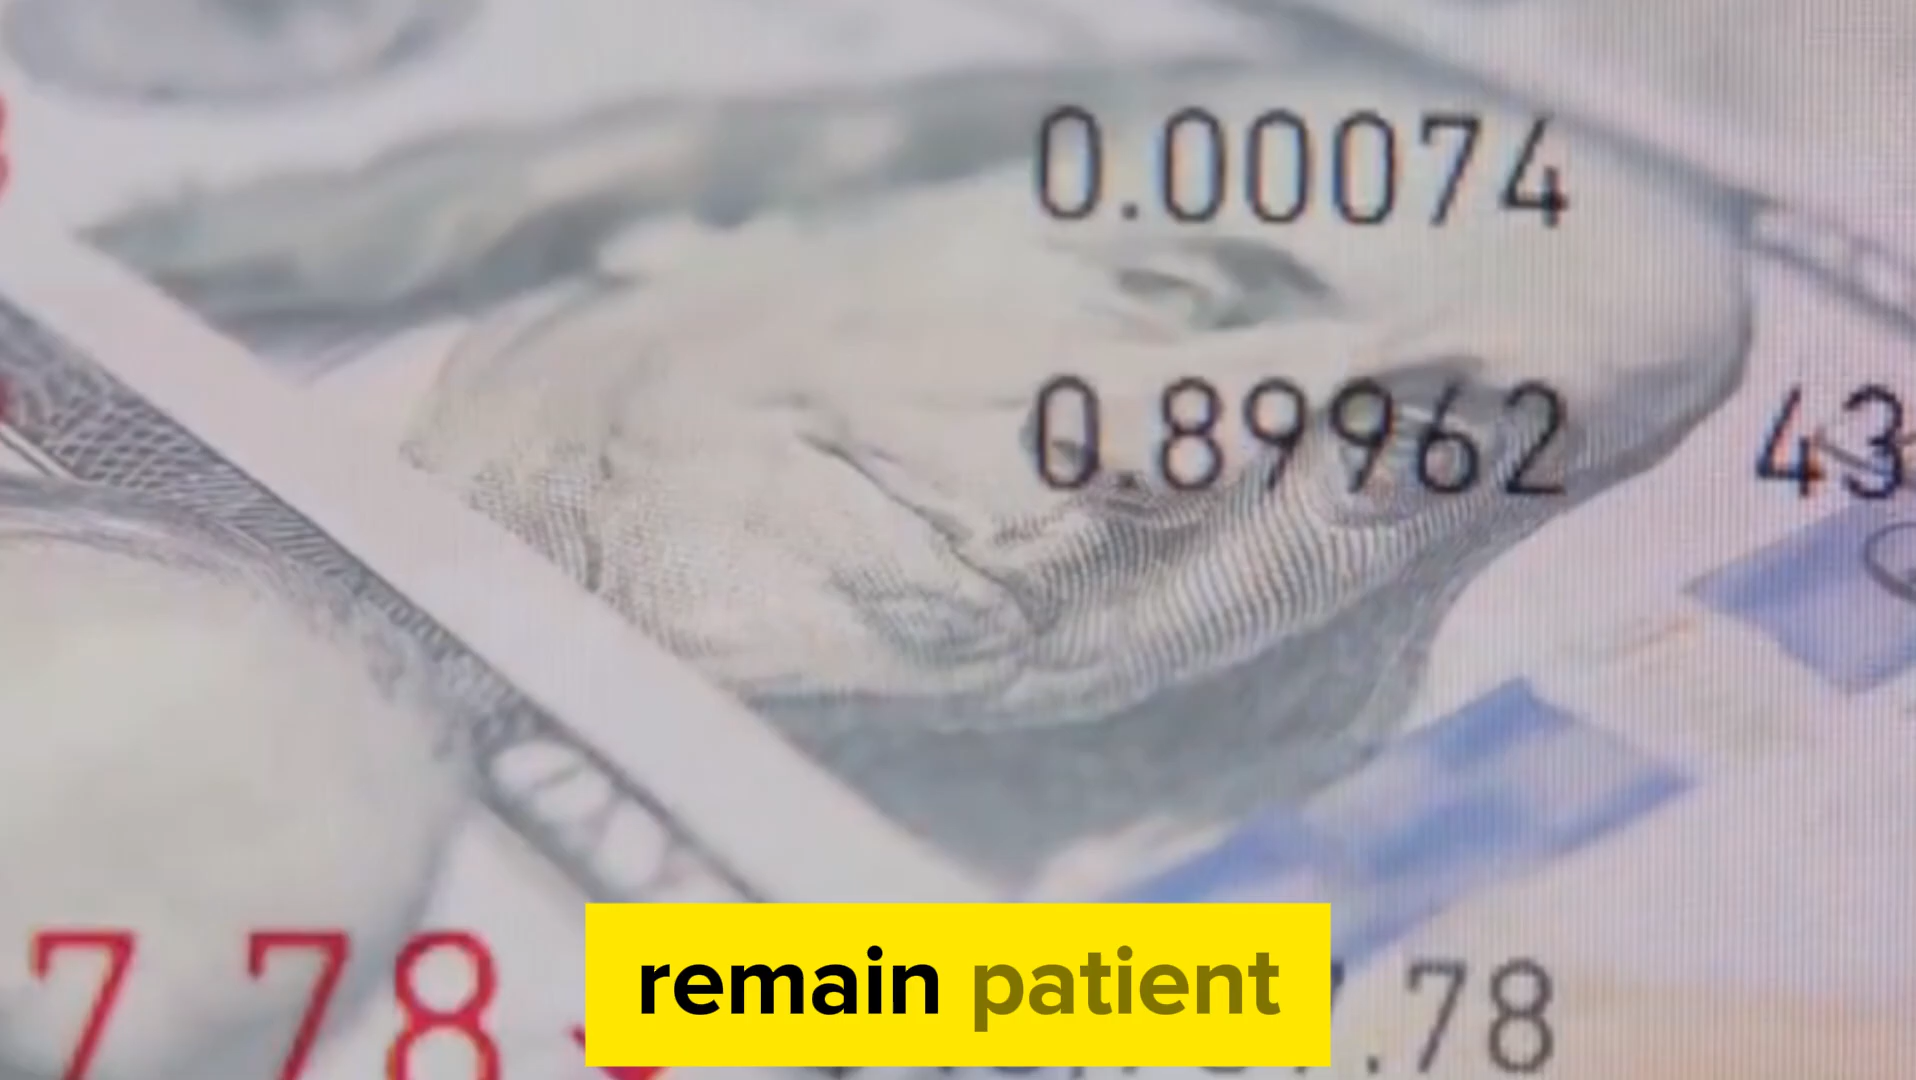 0.00074
0.89962 43
7 78 .78
remain patient